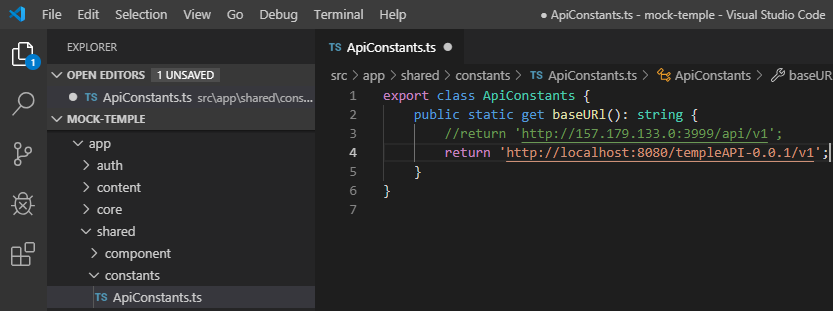 File Edit Selection View Go Debug Terminal Help ● ApiConstants.ts - mock-temple - Visual Studio Code
EXPLORER
OPEN EDITORS 1 UNSAVED
● TS ApiConstants.ts src\app\shared\cons...
MOCK-TEMPLE
app
auth
content
core
shared
component
constants
TS ApiConstants.ts
1
TS ApiConstants.ts ●
src > app > shared > constants > TS ApiConstants.ts > ApiConstants > baseUR
1 export class ApiConstants {
2 public static get baseURl(): string {
3 //return 'http://157.179.133.0:3999/api/v1';
4 return 'http://localhost:8080/templeAPI-0.0.1/v1';
5 }
6 }
7